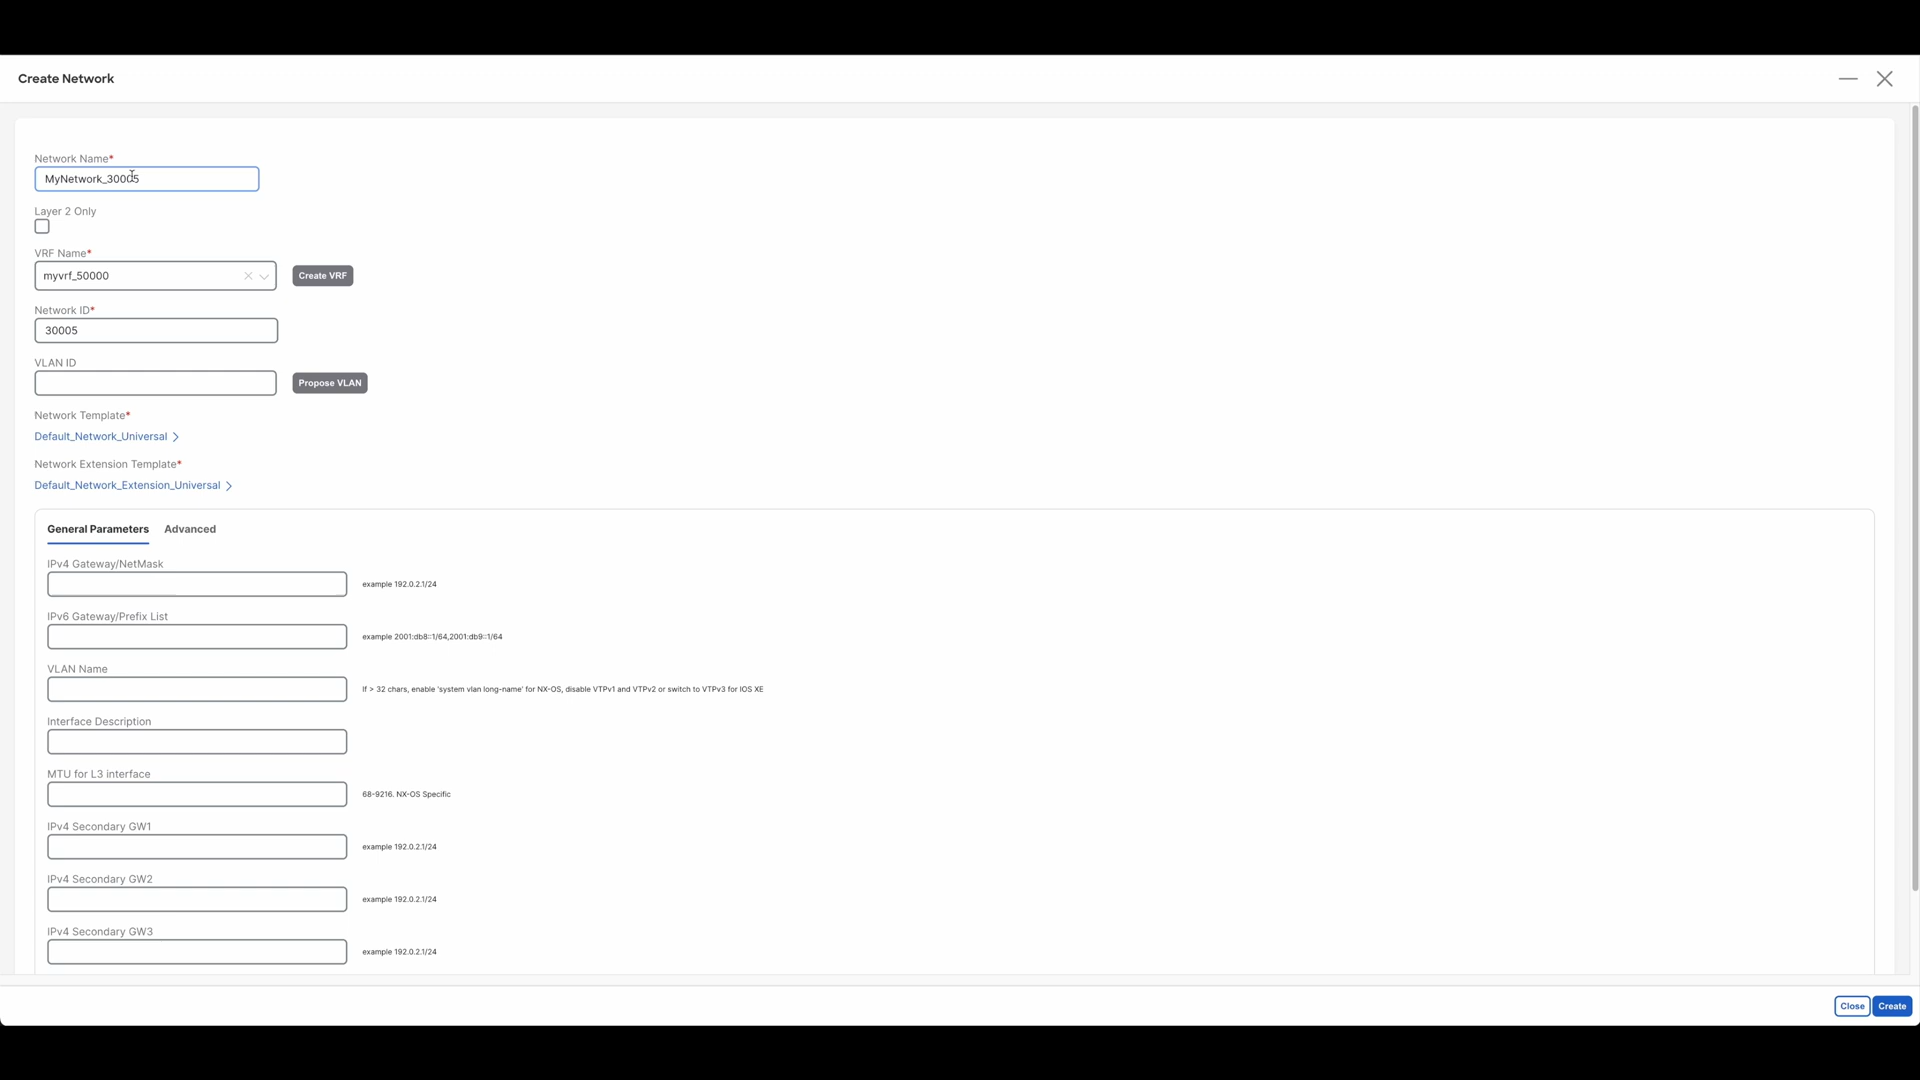 Create Network
Network Name*
MyNetwork_30005
Layer 2 Only
VRF Name*
myvrf_50000
Create VRF
Network ID*
30005
VLAN ID
Propose VLAN
Network Template*
Default_Network_Universal
Network Extension Template*
Default_Network_Extension_Universal
General Parameters Advanced
IPv4 Gateway/NetMask
example 192.0.2.1/24
IPv6 Gateway/Prefix List
example 2001:db8::1/64,2001:db9::1/64
VLAN Name
If > 32 chars, enable 'system vlan long-name' for NX-OS, disable VTPv1 and VTPv2 or switch to VTPv3 for IOS XE
Interface Description
MTU for L3 interface
68-9216. NX-OS Specific
IPv4 Secondary GW1
example 192.0.2.1/24
IPv4 Secondary GW2
example 192.0.2.1/24
IPv4 Secondary GW3
example 192.0.2.1/24
Close Create